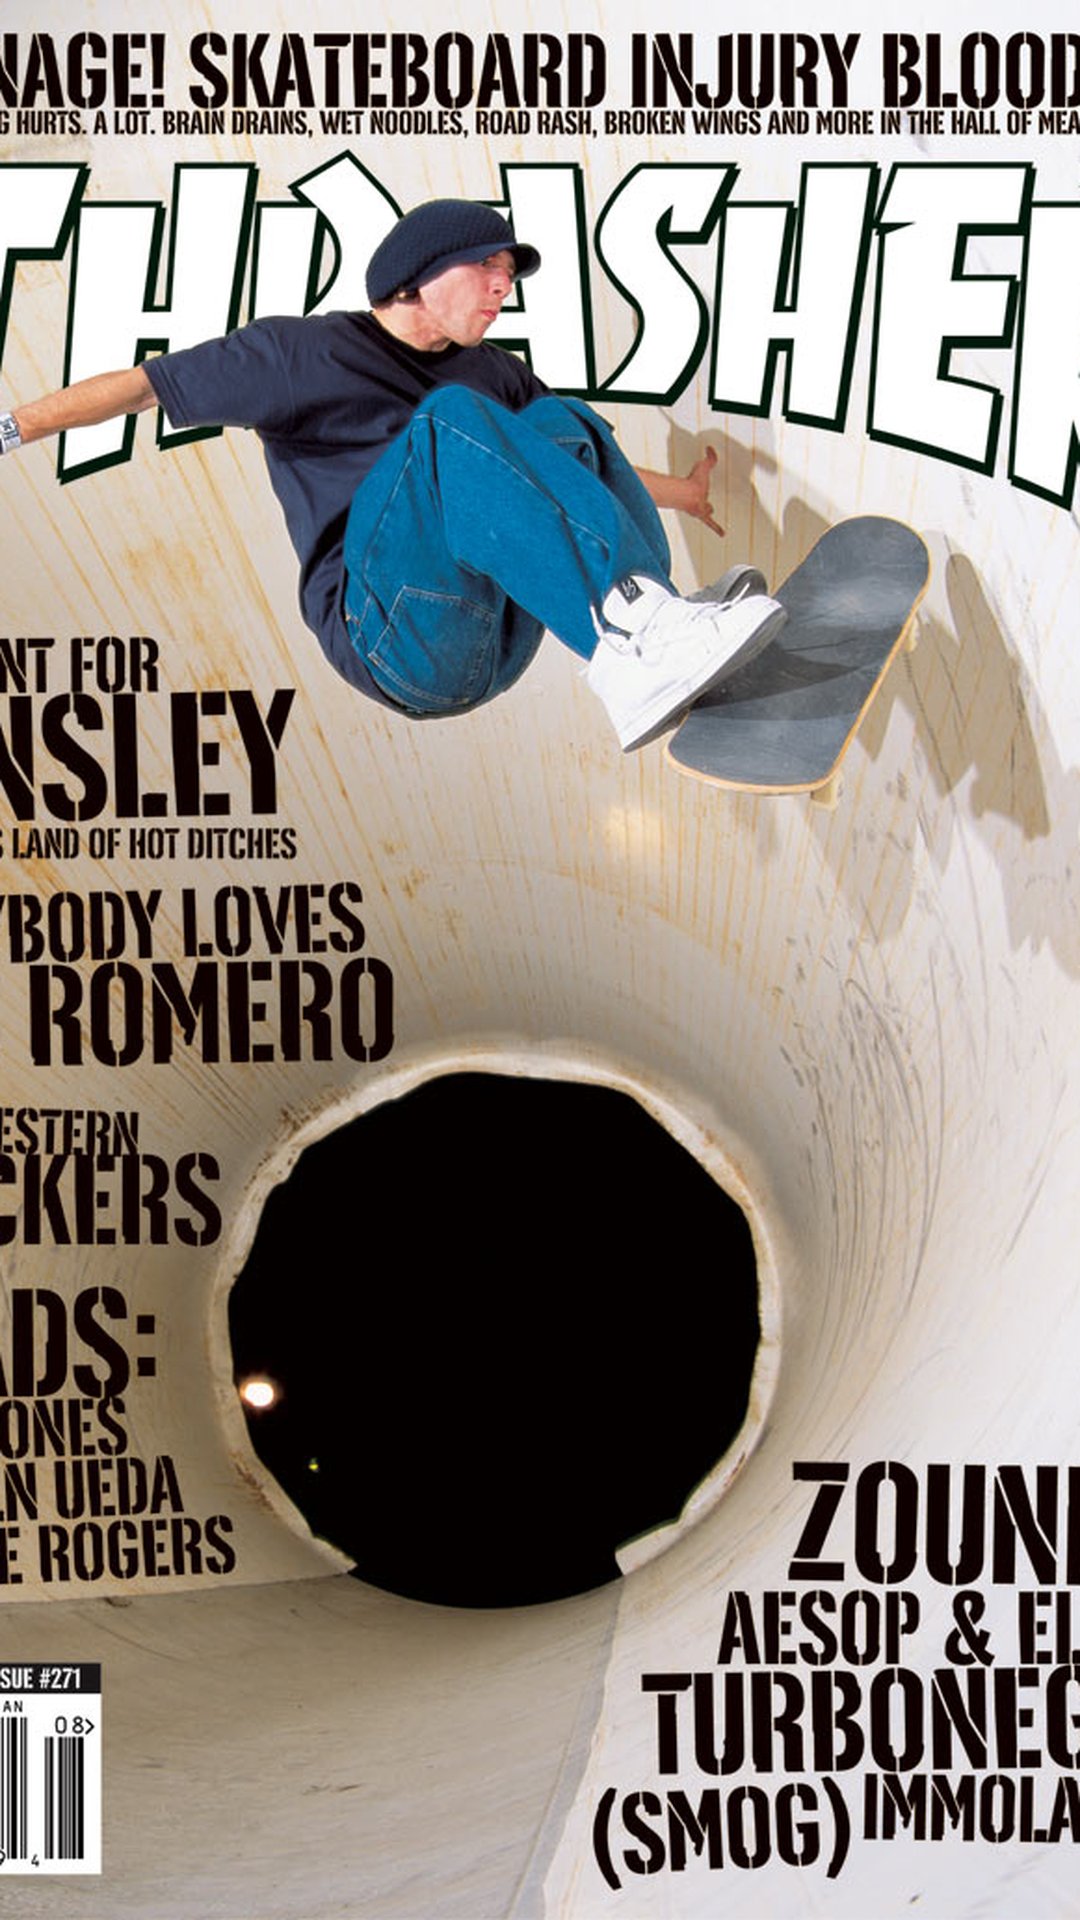 NAGE! SKATEBOARD INJURY BLOOD
G HURTS. A LOT. BRAIN DRAINS, WET NOODLES, ROAD RASH, BROKEN WINGS AND MORE IN THE HALL OF MEA
THRASHER
NT FOR
NSLEY
S LAND OF HOT DITCHES
YBODY LOVES
ROMERO
ESTERN
CKERS
ADS:
ONES
LN UEDA
E ROGERS
ZOUN
AESOP & EL
TURBONEG
(SMOG) IMMOLA
SUE #271
AN
08>
4